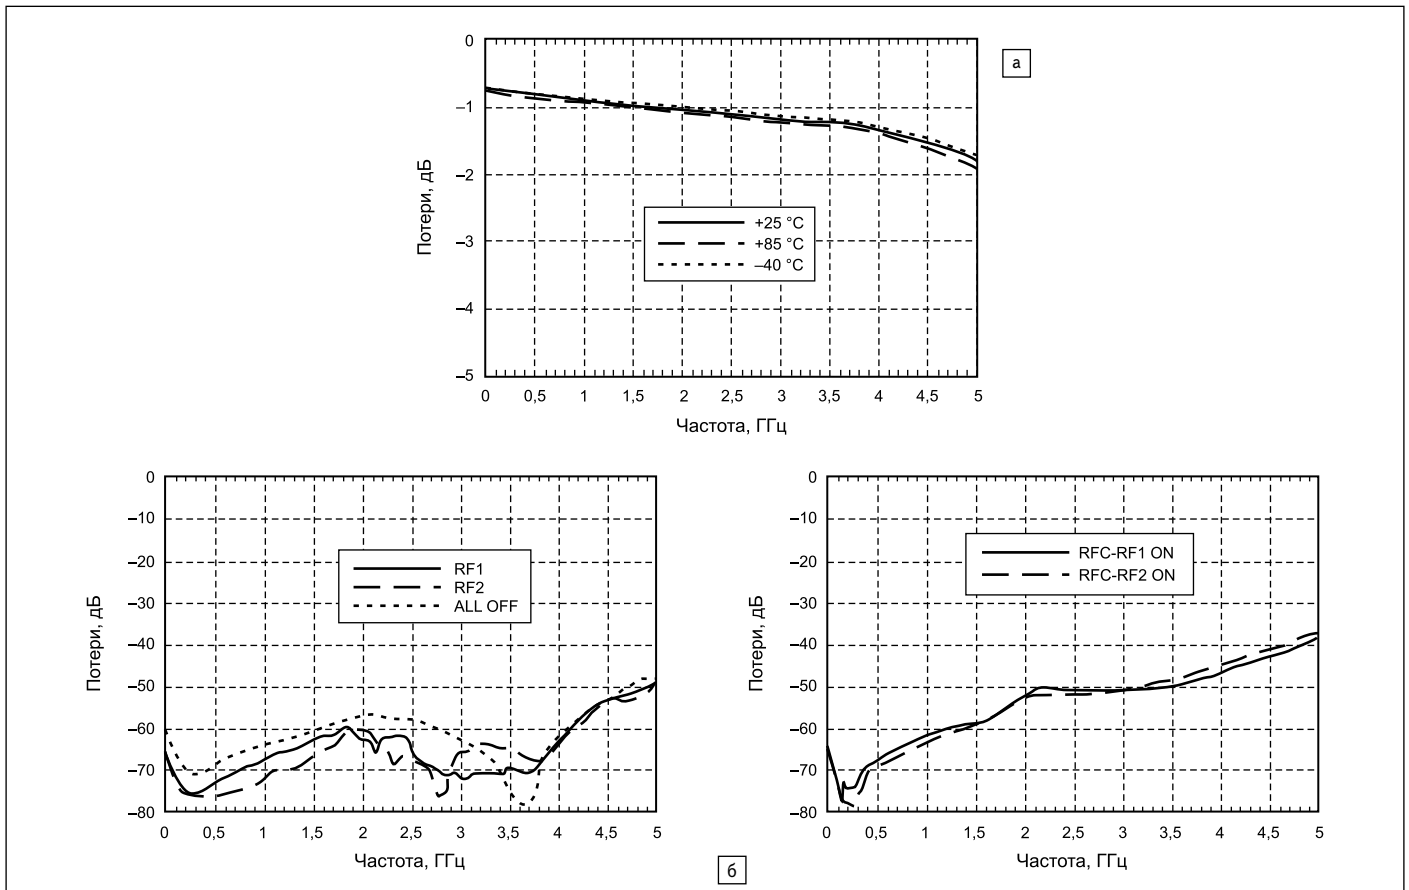 а
0
–1
–2
–3
–4
–5
Потери, дБ
+25 °C
+85 °C
–40 °C
0 0,5 1 1,5 2 2,5 3 3,5 4 4,5 5
Частота, ГГц
0
–10
–20
–30
–40
–50
–60
–70
–80
Потери, дБ
RF1
RF2
ALL OFF
0 0,5 1 1,5 2 2,5 3 3,5 4 4,5 5
Частота, ГГц
0
–10
–20
–30
–40
–50
–60
–70
–80
Потери, дБ
RFC-RF1 ON
RFC-RF2 ON
0 0,5 1 1,5 2 2,5 3 3,5 4 4,5 5
Частота, ГГц
б